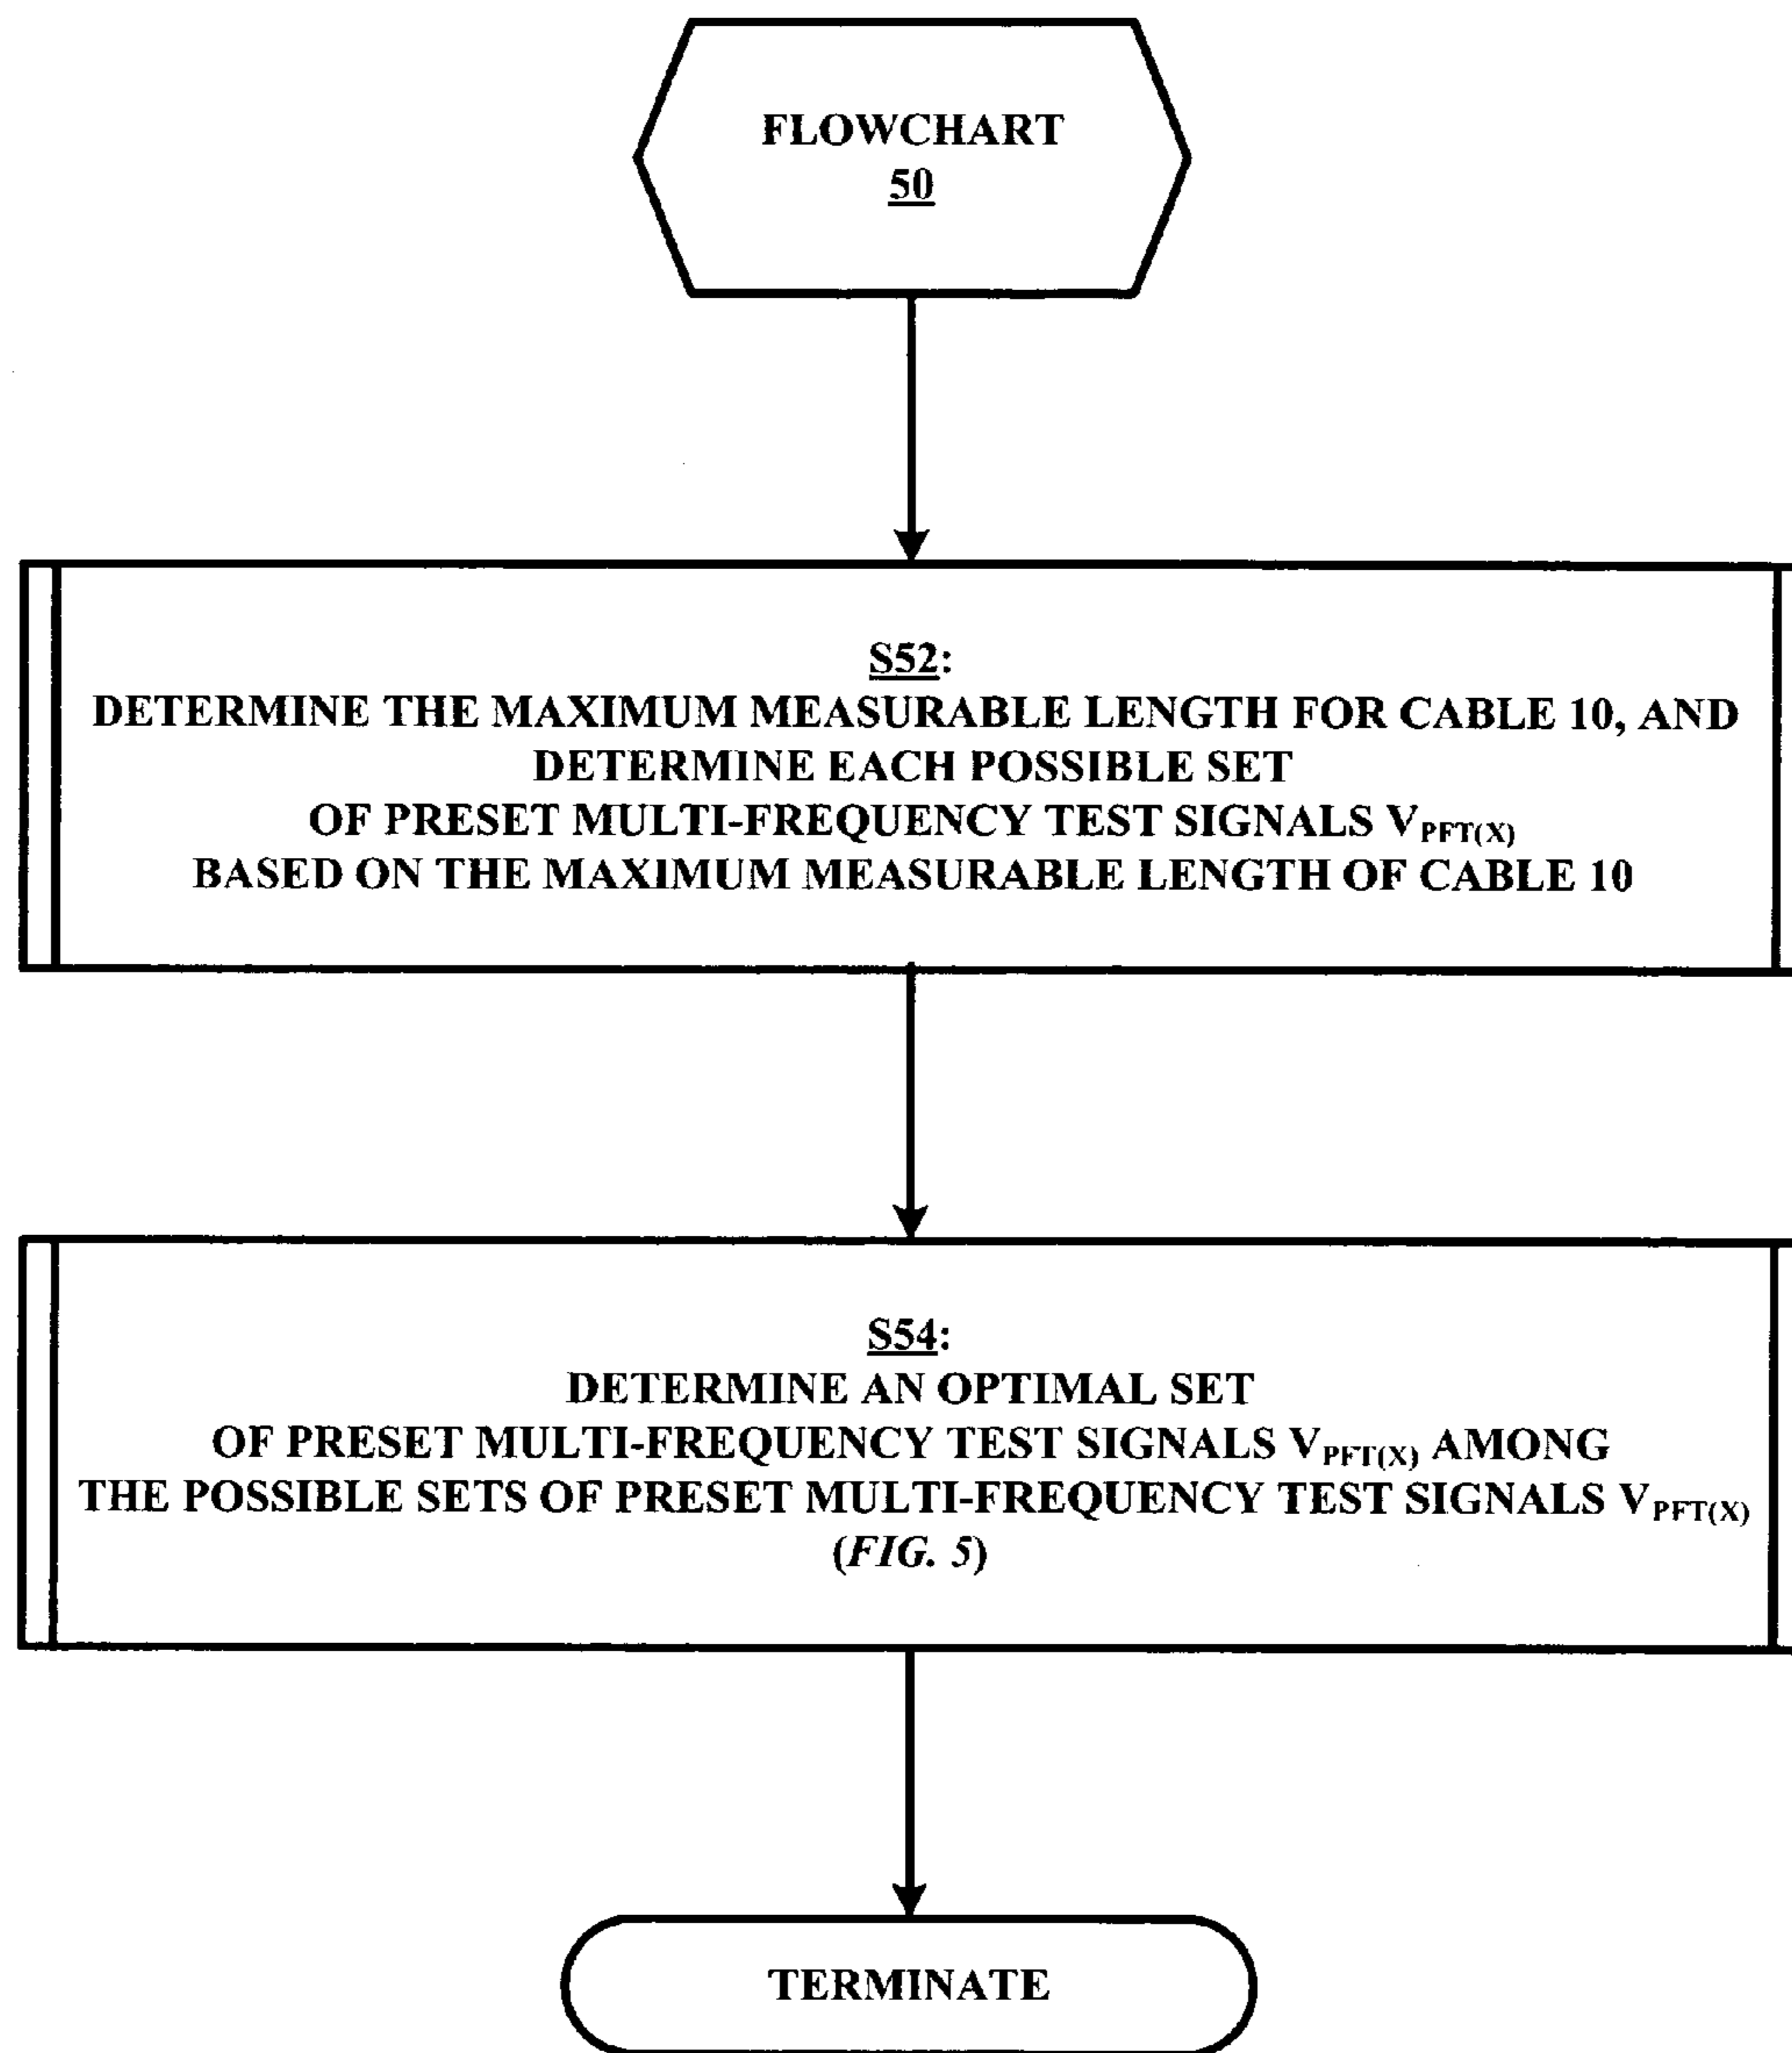 FLOWCHART
50
S52:
DETERMINE THE MAXIMUM MEASURABLE LENGTH FOR CABLE 10, AND
DETERMINE EACH POSSIBLE SET
OF PRESET MULTI-FREQUENCY TEST SIGNALS VPFT(X)
BASED ON THE MAXIMUM MEASURABLE LENGTH OF CABLE 10
S54:
DETERMINE AN OPTIMAL SET
OF PRESET MULTI-FREQUENCY TEST SIGNALS VPFT(X) AMONG
THE POSSIBLE SETS OF PRESET MULTI-FREQUENCY TEST SIGNALS VPFT(X)
(FIG. 5)
TERMINATE